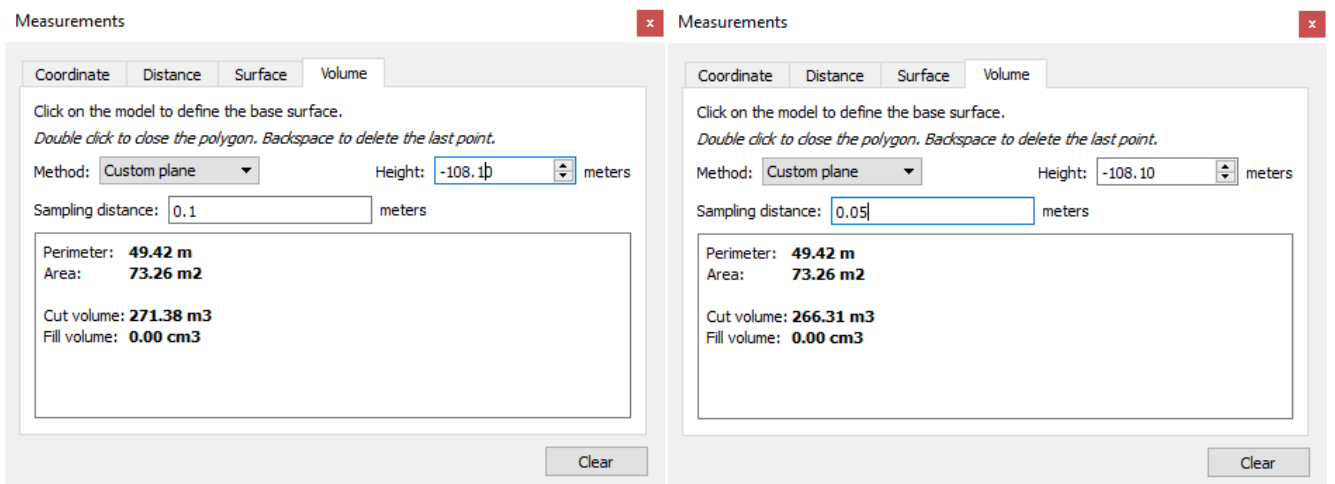 Measurements
x
Coordinate Distance Surface Volume
Click on the model to define the base surface.
Double click to close the polygon. Backspace to delete the last point.
Method: Custom plane Height: -108.10 meters
Sampling distance: 0.1 meters
Perimeter: 49.42 m
Area: 73.26 m2
Cut volume: 271.38 m3
Fill volume: 0.00 cm3
Clear
Measurements
x
Coordinate Distance Surface Volume
Click on the model to define the base surface.
Double click to close the polygon. Backspace to delete the last point.
Method: Custom plane Height: -108.10 meters
Sampling distance: 0.05 meters
Perimeter: 49.42 m
Area: 73.26 m2
Cut volume: 266.31 m3
Fill volume: 0.00 cm3
Clear